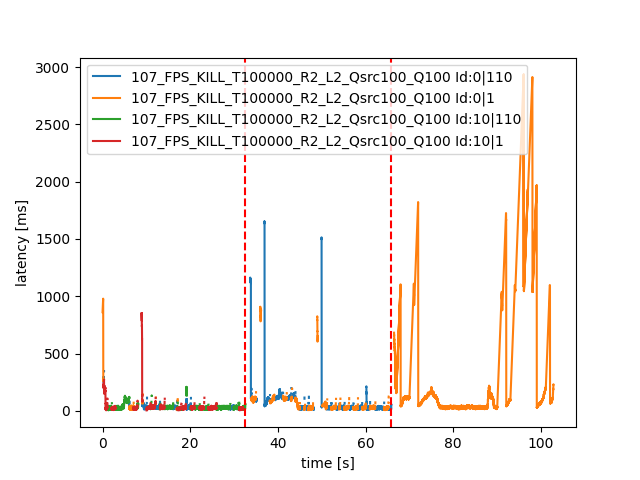 107_FPS_KILL_T100000_R2_L2_Qsrc100_Q100 Id:0|110
107_FPS_KILL_T100000_R2_L2_Qsrc100_Q100 Id:0|1
107_FPS_KILL_T100000_R2_L2_Qsrc100_Q100 Id:10|110
107_FPS_KILL_T100000_R2_L2_Qsrc100_Q100 Id:10|1
3000
2500
2000
1500
1000
500
0
latency [ms]
0 20 40 60 80 100
time [s]